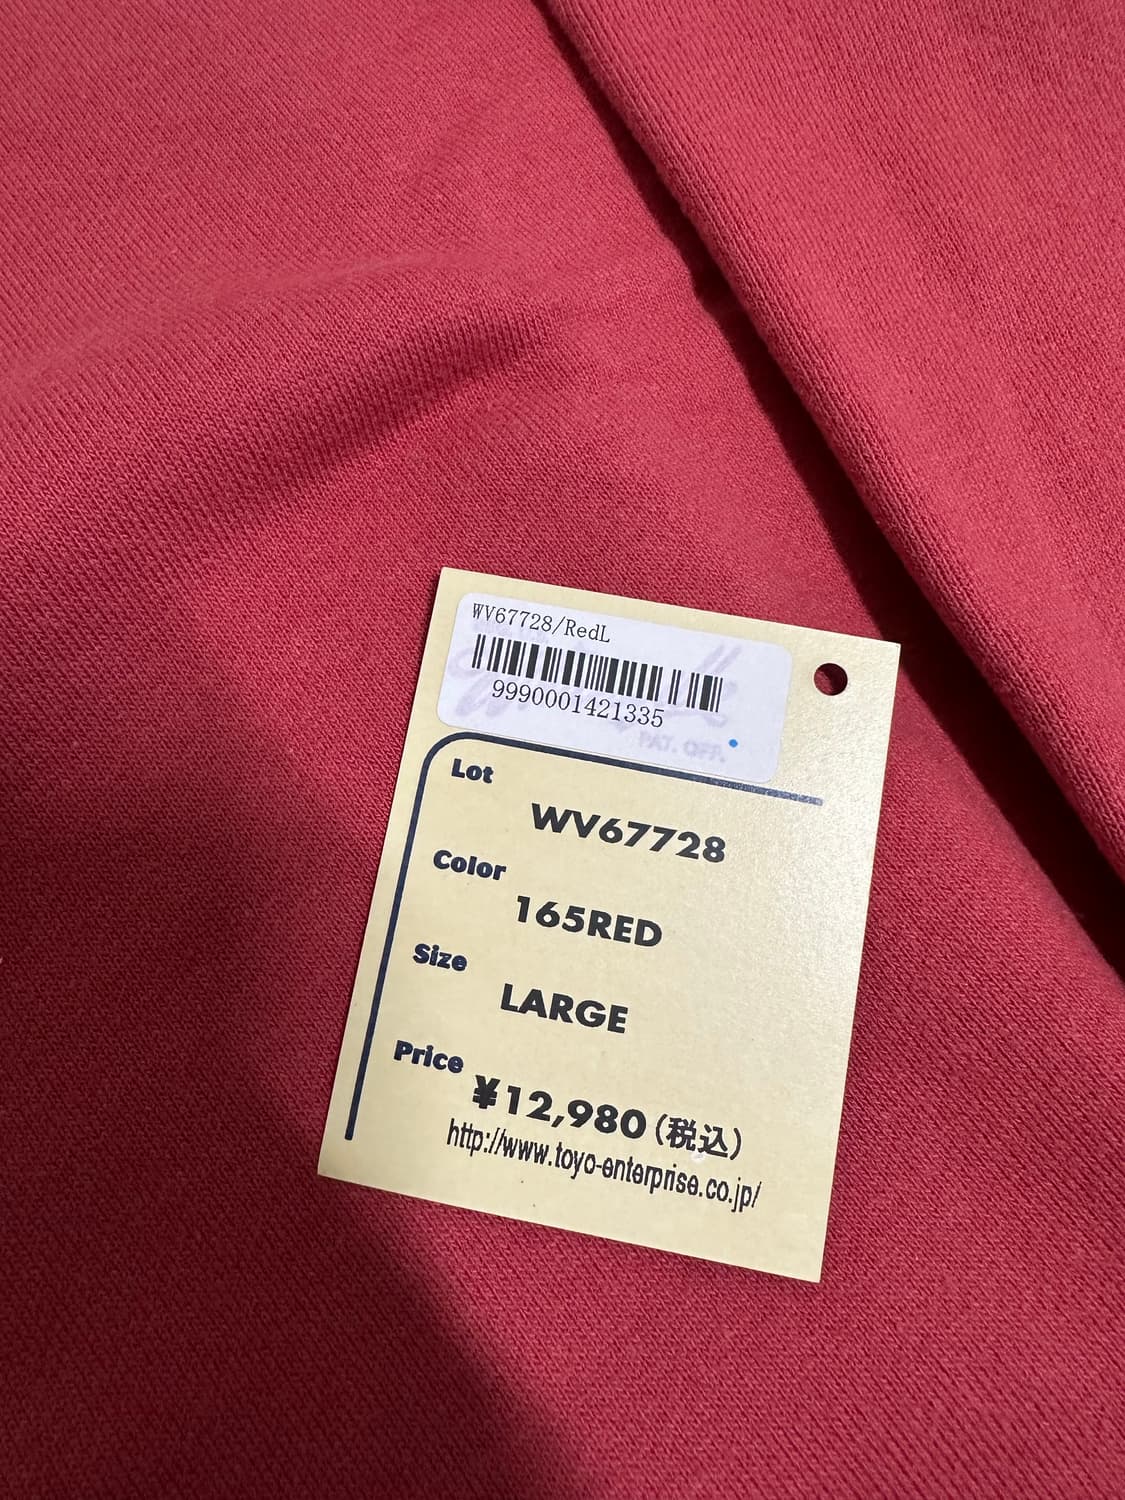 WV67728/RedL
9990001421335
PAT. OFF.
Lot
WV67728
Color
165RED
Size
LARGE
Price
¥12,980(税込)
http://www.toyo-enterprise.co.jp/